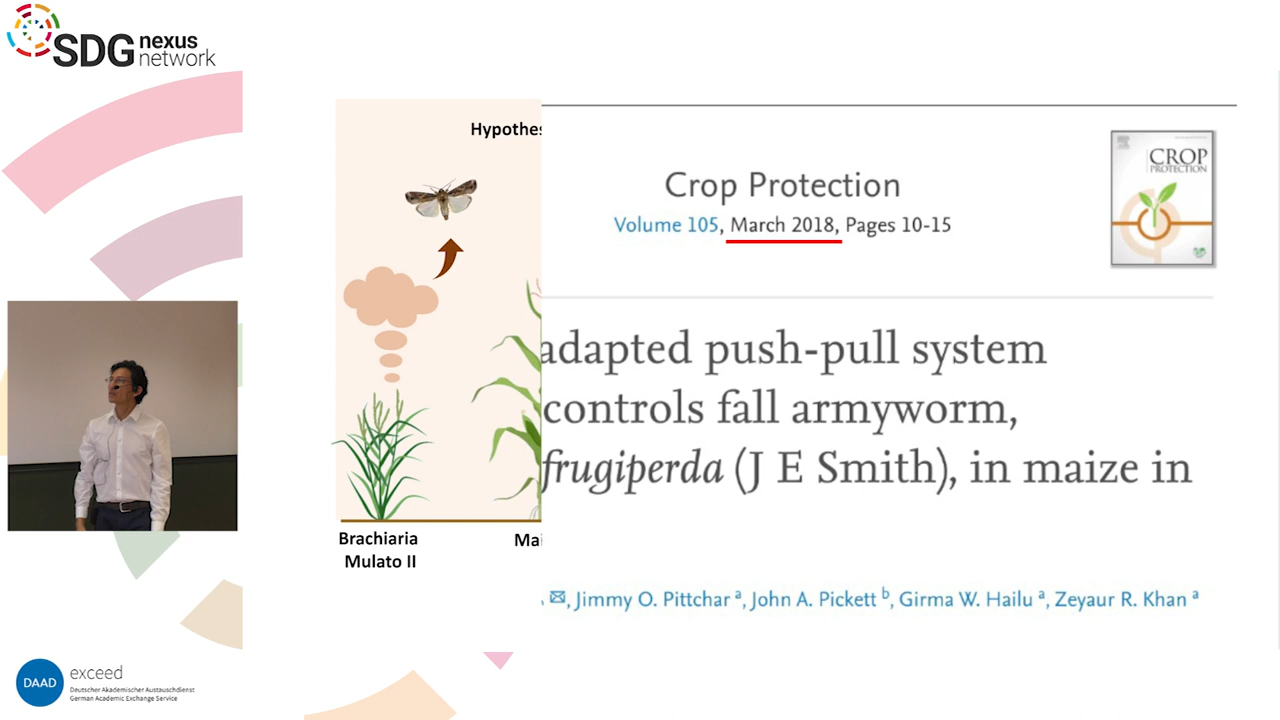 SDG nexus
network
Hypothes
Brachiaria
Mulato II
Mai
Crop Protection
Volume 105, March 2018, Pages 10-15
CROP
PROTECTION
adapted push-pull system
controls fall armyworm,
frugiperda (J E Smith), in maize in
, Jimmy O. Pittchar a, John A. Pickett b, Girma W. Hailu a, Zeyaur R. Khan a
DAAD
exceed
Deutscher Akademischer Austauschdienst
German Academic Exchange Service